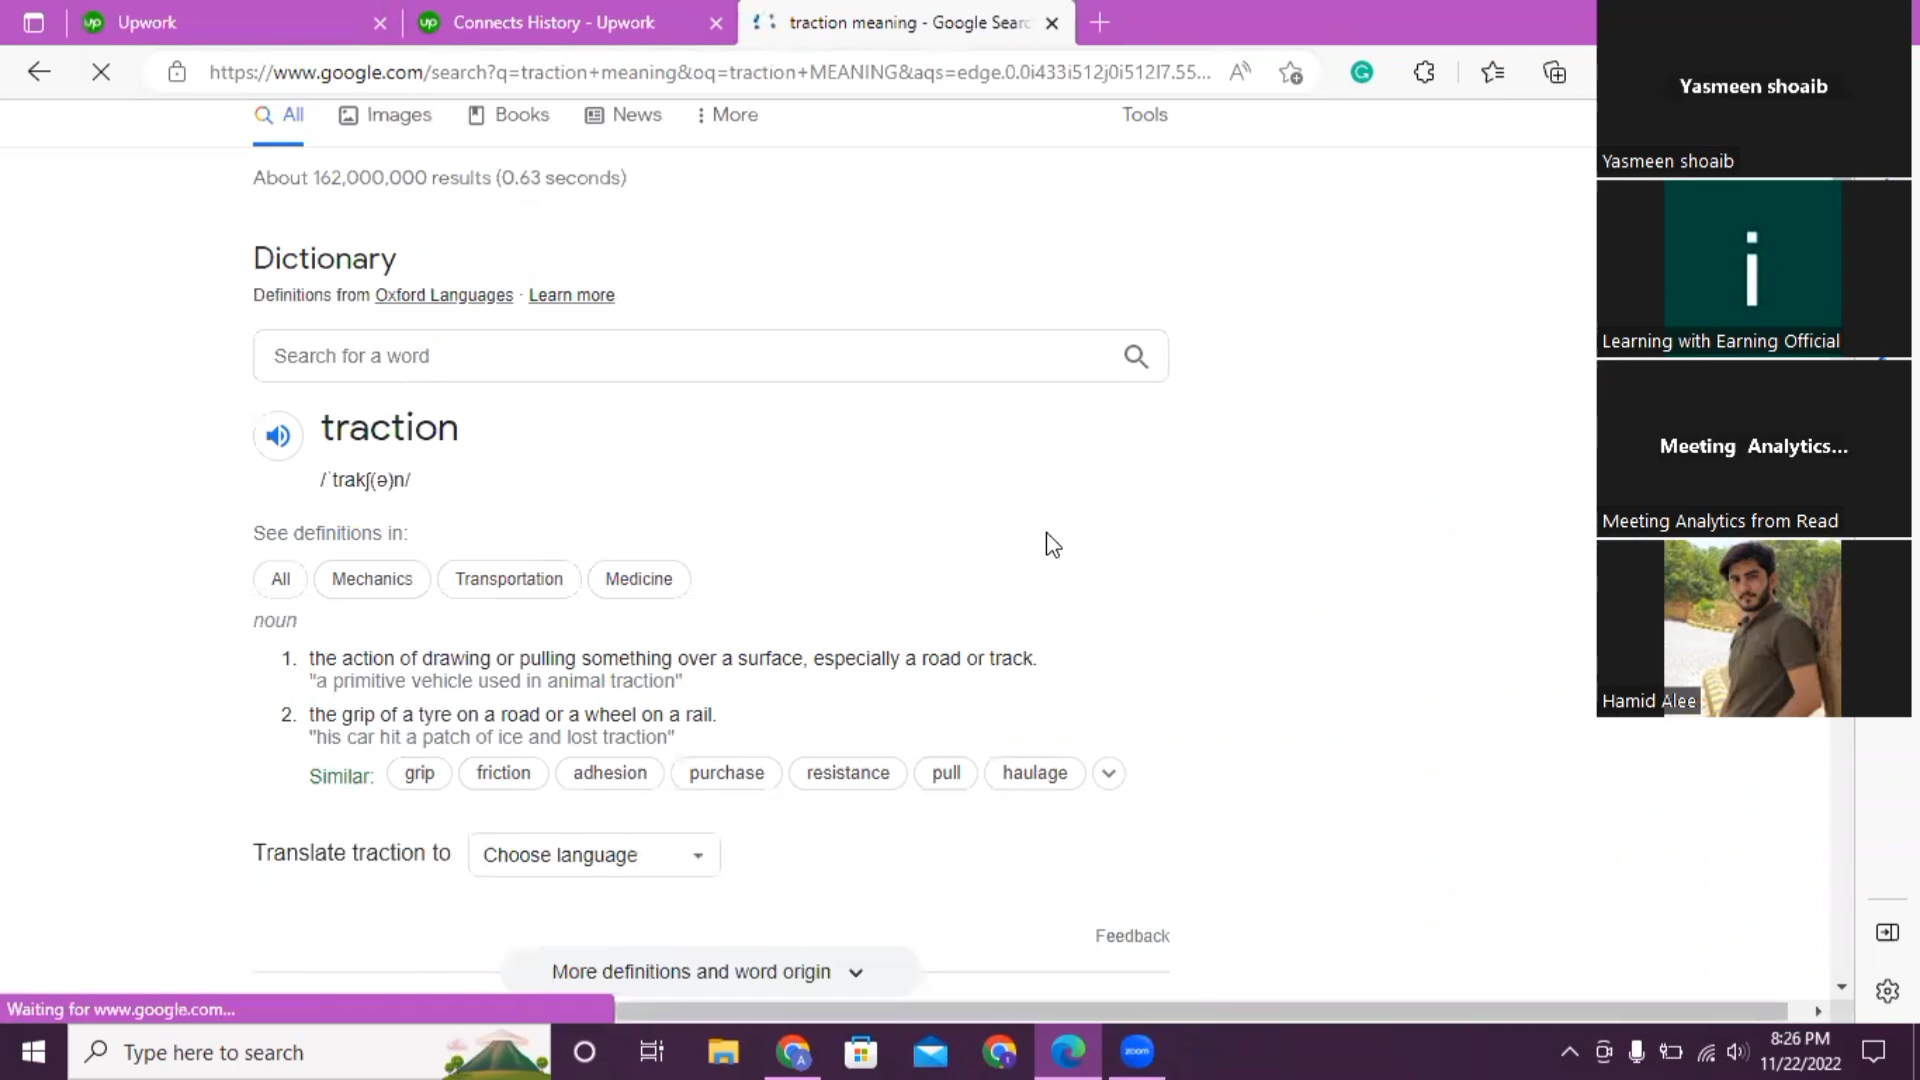 Upwork
Connects History - Upwork
traction meaning - Google Searc
https://www.google.com/search?q=traction+meaning&oq=traction+MEANING&aqs=edge.0.0i433i512j0i512l7.55...
All
Images
Books
News
More
Tools
About 162,000,000 results (0.63 seconds)
Dictionary
Definitions from Oxford Languages · Learn more
Search for a word
traction
/ˈtrakʃ(ə)n/
See definitions in:
All
Mechanics
Transportation
Medicine
noun
1. the action of drawing or pulling something over a surface, especially a road or track.
"a primitive vehicle used in animal traction"
2. the grip of a tyre on a road or a wheel on a rail.
"his car hit a patch of ice and lost traction"
Similar:
grip
friction
adhesion
purchase
resistance
pull
haulage
Translate traction to
Choose language
Feedback
More definitions and word origin
Waiting for www.google.com...
Yasmeen shoaib
Yasmeen shoaib
i
Learning with Earning Official
Meeting Analytics...
Meeting Analytics from Read
Hamid Alee
Type here to search
zoom
8:26 PM
11/22/2022